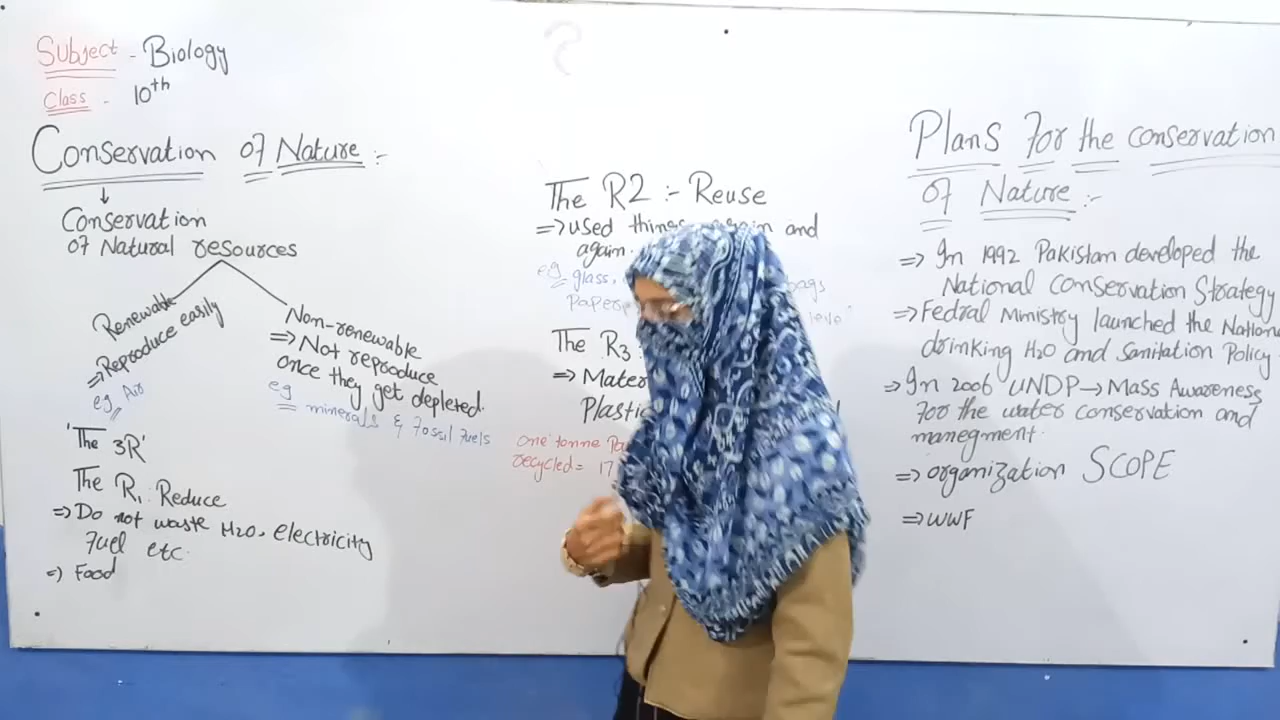 Subject - Biology
Class - 10th
Conservation of Nature :-
Conservation
of Natural resources
Renewable
⇒ Reproduce easily
eg Air
Non-renewable
⇒ Not reproduce
once they get depleted.
eg minerals & Fossil Fuels
'The 3R'
The R1 : Reduce
⇒ Do not waste H2O, electricity
Fuel etc.
⇒ Food
The R2 :- Reuse
⇒ used things again and
again.
eg glass, bags
Paper
The R3
⇒
one tonne
recycled = 17
Plans For the conservation
of Nature :-
⇒ In 1992 Pakistan developed the
National Conservation Strategy
⇒ Fedral Ministry launched the
drinking H2O and Sanitation Policy
⇒ In 2006 UNDP → Mass Awareness
For the water conservation and
manegment.
⇒ organization SCOPE
⇒ WWF